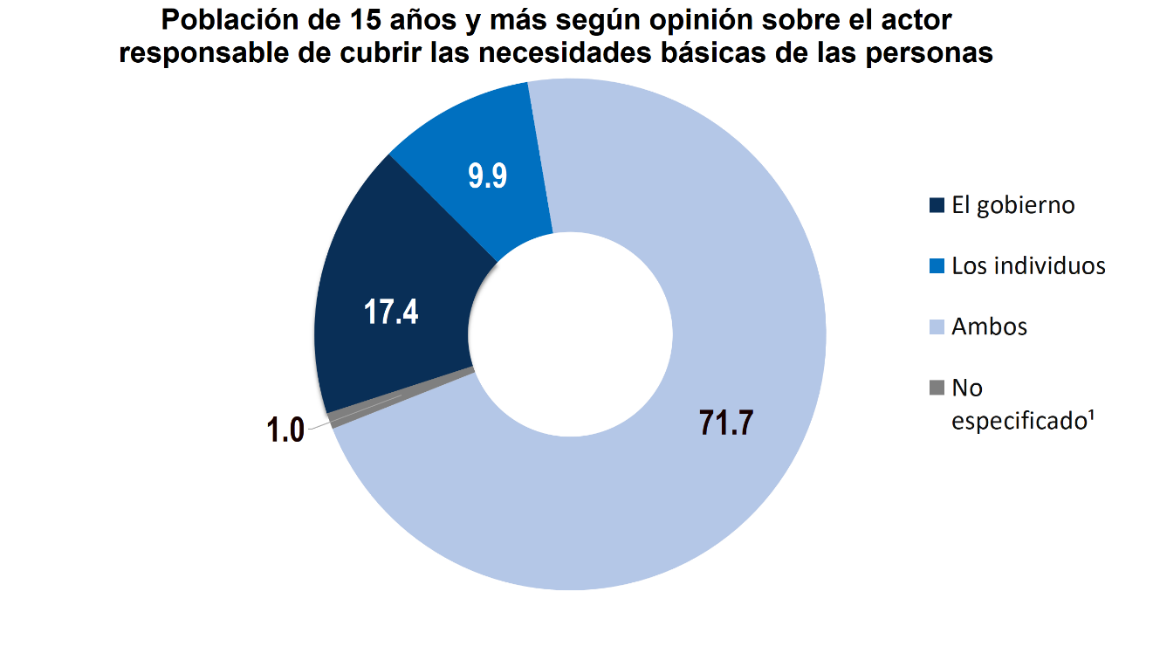 Población de 15 años y más según opinión sobre el actor
responsable de cubrir las necesidades básicas de las personas
9.9
17.4
1.0
71.7
El gobierno
Los individuos
Ambos
No
especificado¹